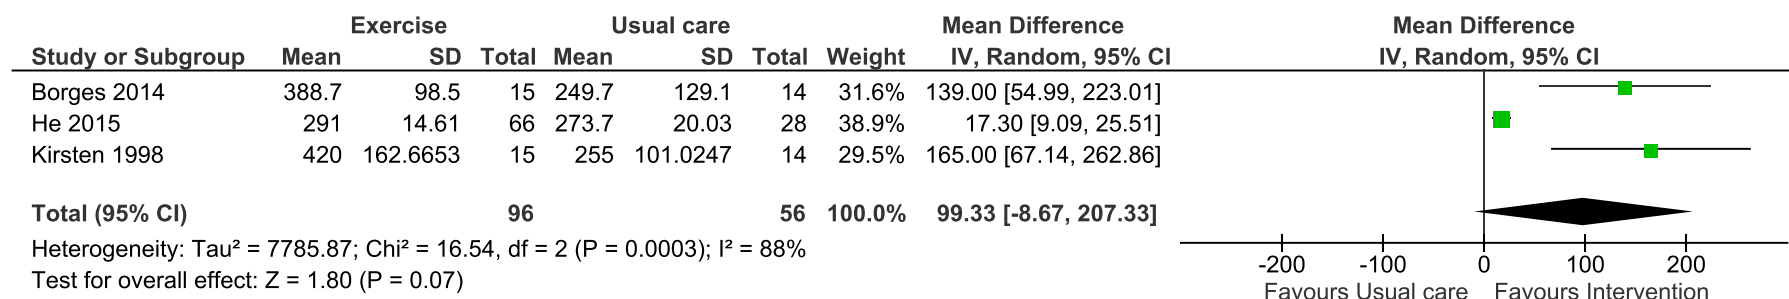 Exercise Usual care Mean Difference Mean Difference
Study or Subgroup Mean SD Total Mean SD Total Weight IV, Random, 95% CI IV, Random, 95% CI
Borges 2014 388.7 98.5 15 249.7 129.1 14 31.6% 139.00 [54.99, 223.01]
He 2015 291 14.61 66 273.7 20.03 28 38.9% 17.30 [9.09, 25.51]
Kirsten 1998 420 162.6653 15 255 101.0247 14 29.5% 165.00 [67.14, 262.86]
Total (95% CI) 96 56 100.0% 99.33 [-8.67, 207.33]
Heterogeneity: Tau² = 7785.87; Chi² = 16.54, df = 2 (P = 0.0003); I² = 88%
Test for overall effect: Z = 1.80 (P = 0.07)
-200 -100 0 100 200
Favours Usual care Favours Intervention